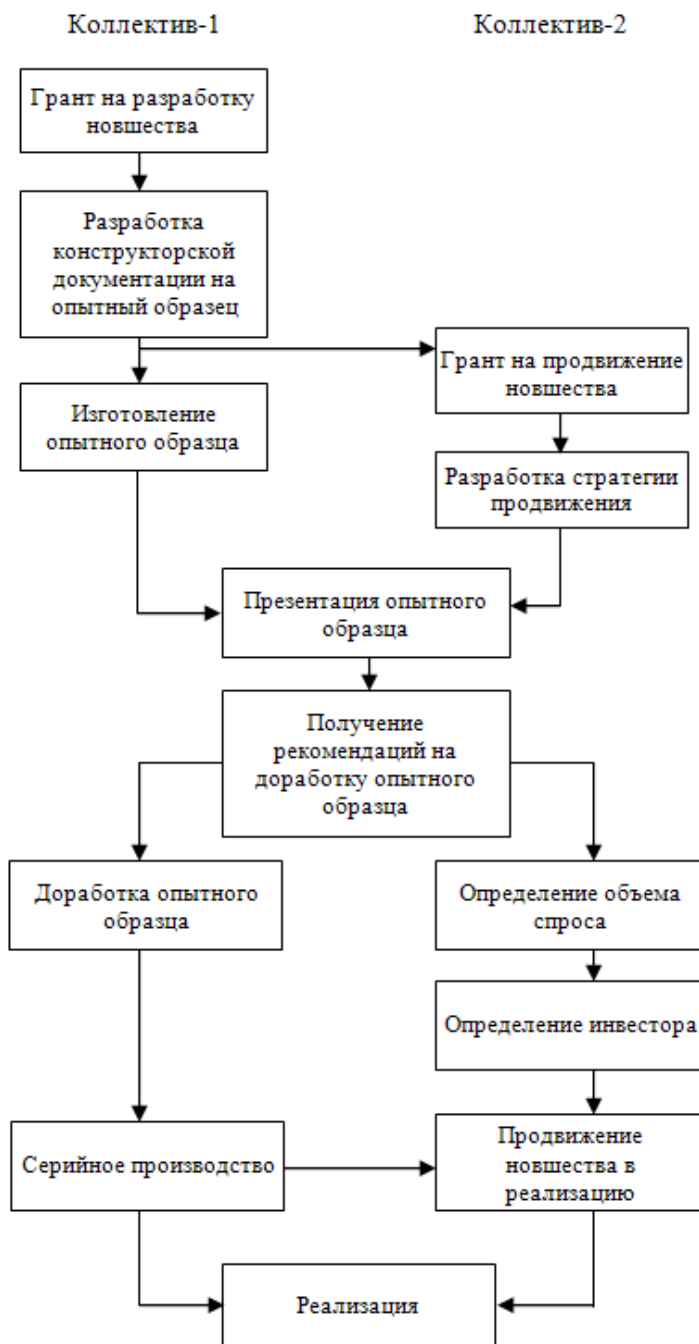 Коллектив-1
Коллектив-2
Грант на разработку
новшества
Разработка
конструкторской
документации на
опытный образец
Грант на продвижение
новшества
Изготовление
опытного образца
Разработка стратегии
продвижения
Презентация опытного
образца
Получение
рекомендаций на
доработку опытного
образца
Доработка опытного
образца
Определение объема
спроса
Определение инвестора
Серийное производство
Продвижение
новшества в
реализацию
Реализация